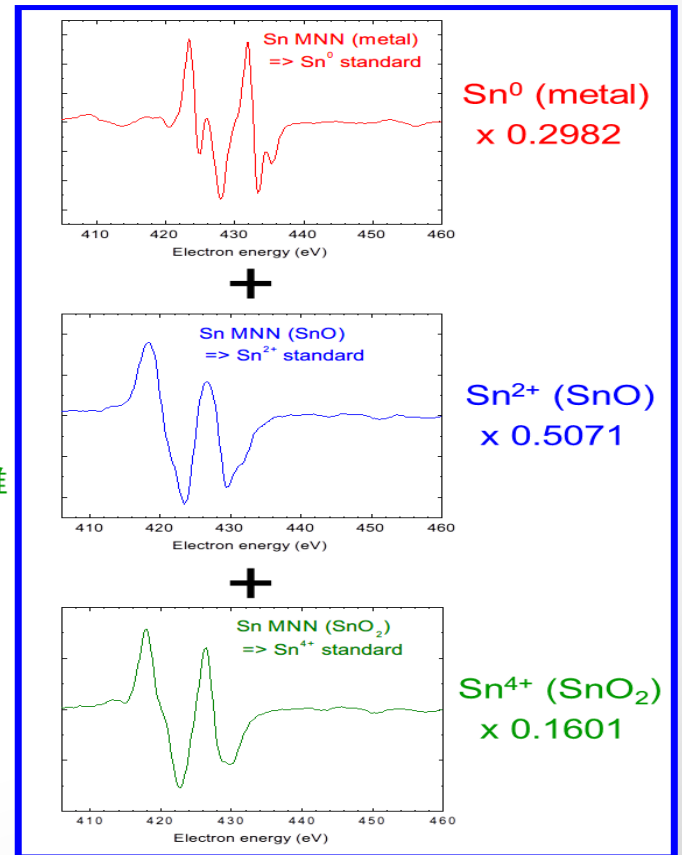 Sn MNN (metal)
=> Sn⁰ standard
410 420 430 440 450 460
Electron energy (eV)
Sn⁰ (metal)
x 0.2982
+
Sn MNN (SnO)
=> Sn²⁺ standard
410 420 430 440 450 460
Electron energy (eV)
Sn²⁺ (SnO)
x 0.5071
+
Sn MNN (SnO₂)
=> Sn⁴⁺ standard
410 420 430 440 450 460
Electron energy (eV)
Sn⁴⁺ (SnO₂)
x 0.1601